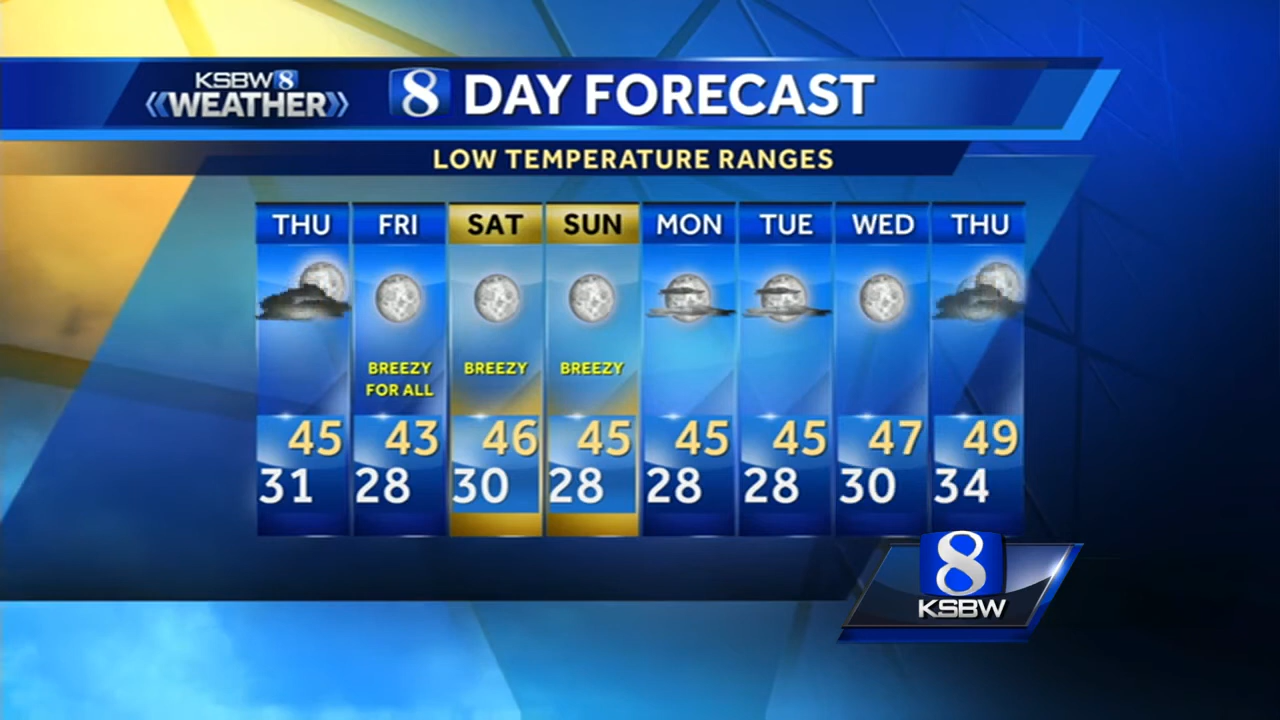 KSBW 8
WEATHER
8 DAY FORECAST
LOW TEMPERATURE RANGES
THU FRI SAT SUN MON TUE WED THU
BREEZY FOR ALL BREEZY BREEZY
45 43 46 45 45 45 47 49
31 28 30 28 28 28 30 34
8
KSBW